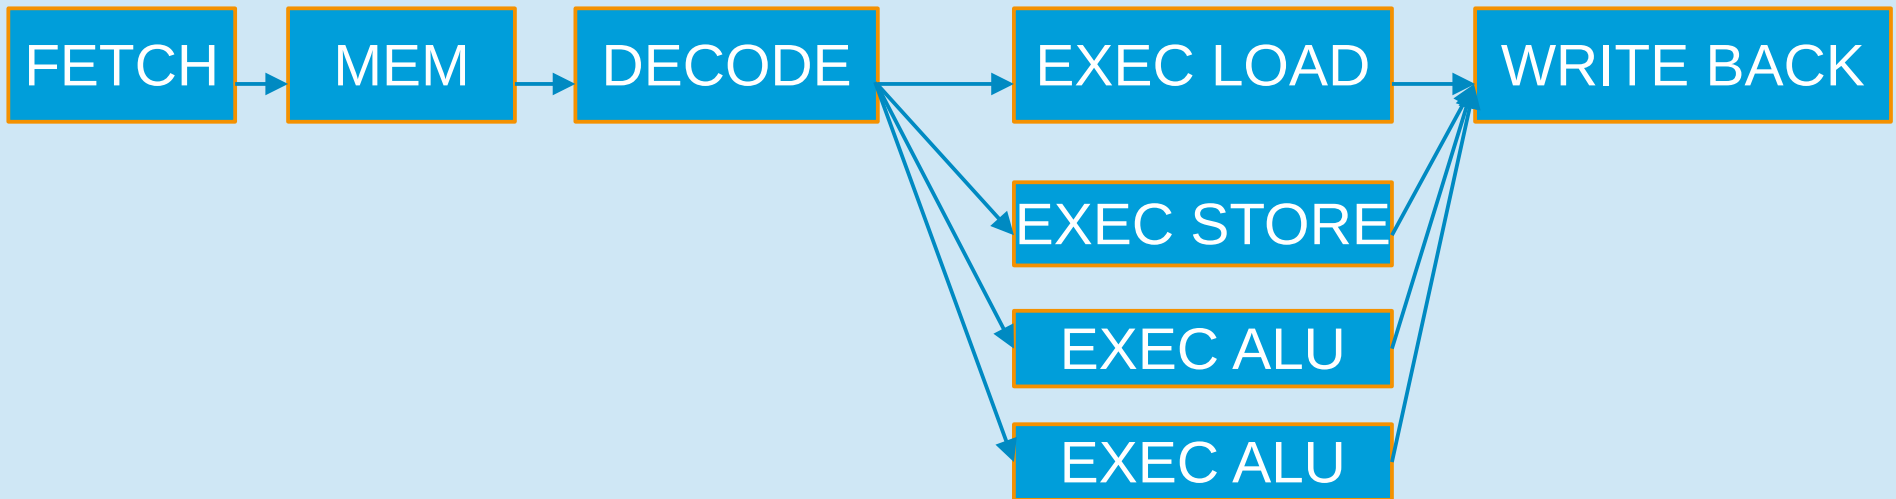 FETCH
MEM
DECODE
EXEC LOAD
WRITE BACK
EXEC STORE
EXEC ALU
EXEC ALU